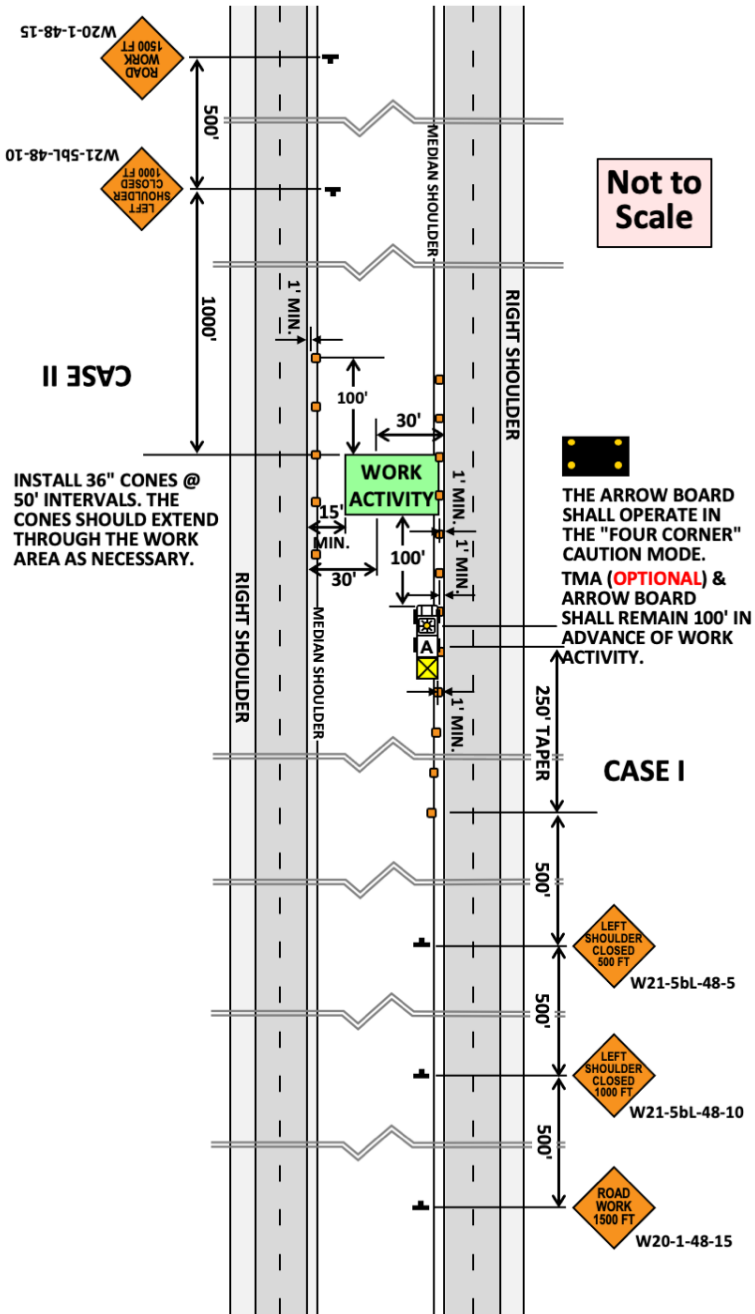 W20-1-48-15
ROAD
WORK
1500 FT
500'
W21-5bL-48-10
LEFT
SHOULDER
CLOSED
1000 FT
1000'
CASE II
MEDIAN SHOULDER
Not to
Scale
RIGHT SHOULDER
1' MIN.
100'
30'
WORK
ACTIVITY
15'
MIN.
30'
100'
1' MIN.
1' MIN.
INSTALL 36" CONES @
50' INTERVALS. THE
CONES SHOULD EXTEND
THROUGH THE WORK
AREA AS NECESSARY.
THE ARROW BOARD
SHALL OPERATE IN
THE "FOUR CORNER"
CAUTION MODE.
TMA (OPTIONAL) &
ARROW BOARD
SHALL REMAIN 100' IN
ADVANCE OF WORK
ACTIVITY.
RIGHT SHOULDER
MEDIAN SHOULDER
A
1' MIN.
250' TAPER
CASE I
500'
LEFT
SHOULDER
CLOSED
500 FT
W21-5bL-48-5
500'
LEFT
SHOULDER
CLOSED
1000 FT
W21-5bL-48-10
500'
ROAD
WORK
1500 FT
W20-1-48-15